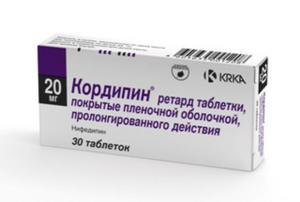 KRKA
20
мг
Кордипин® ретард таблетки,
покрытые пленочной оболочкой,
пролонгированного действия
Нифедипин
30 таблеток